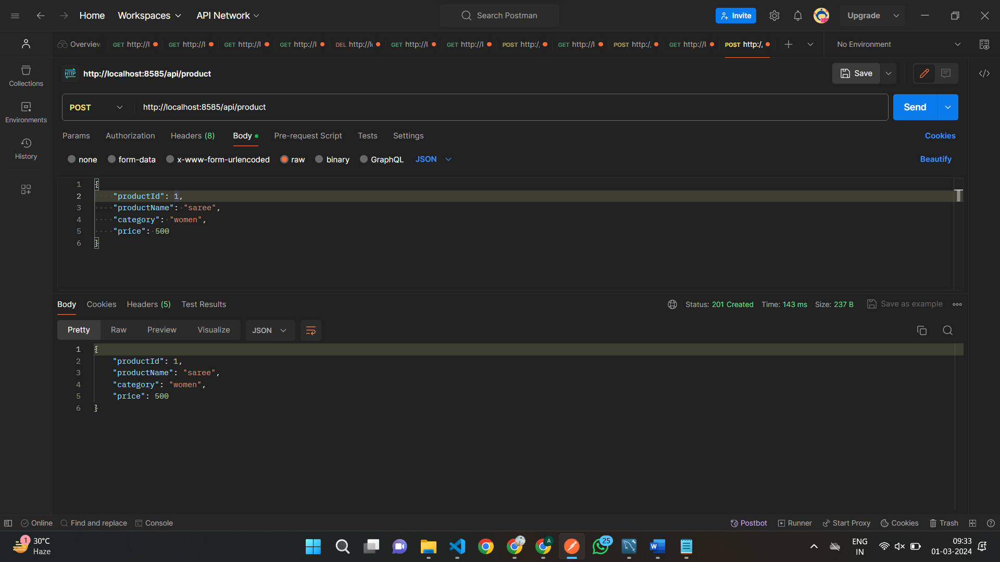 Home Workspaces API Network Search Postman Invite Upgrade
Overview GET http://l GET http://l GET http://l GET http://l DEL http://l GET http://l GET http://l POST http:/ GET http://l POST http:/ GET http://l POST http:/ No Environment
HTTP http://localhost:8585/api/product Save
Collections
POST http://localhost:8585/api/product Send
Environments
Params Authorization Headers (8) Body Pre-request Script Tests Settings Cookies
History
none form-data x-www-form-urlencoded raw binary GraphQL JSON Beautify
1 {
2 "productId": 1,
3 "productName": "saree",
4 "category": "women",
5 "price": 500
6 }
Body Cookies Headers (5) Test Results Status: 201 Created Time: 143 ms Size: 237 B Save as example
Pretty Raw Preview Visualize JSON
1 {
2 "productId": 1,
3 "productName": "saree",
4 "category": "women",
5 "price": 500
6 }
Online Find and replace Console Postbot Runner Start Proxy Cookies Trash
1 30°C A 25 W ENG 09:33
Haze IN 01-03-2024